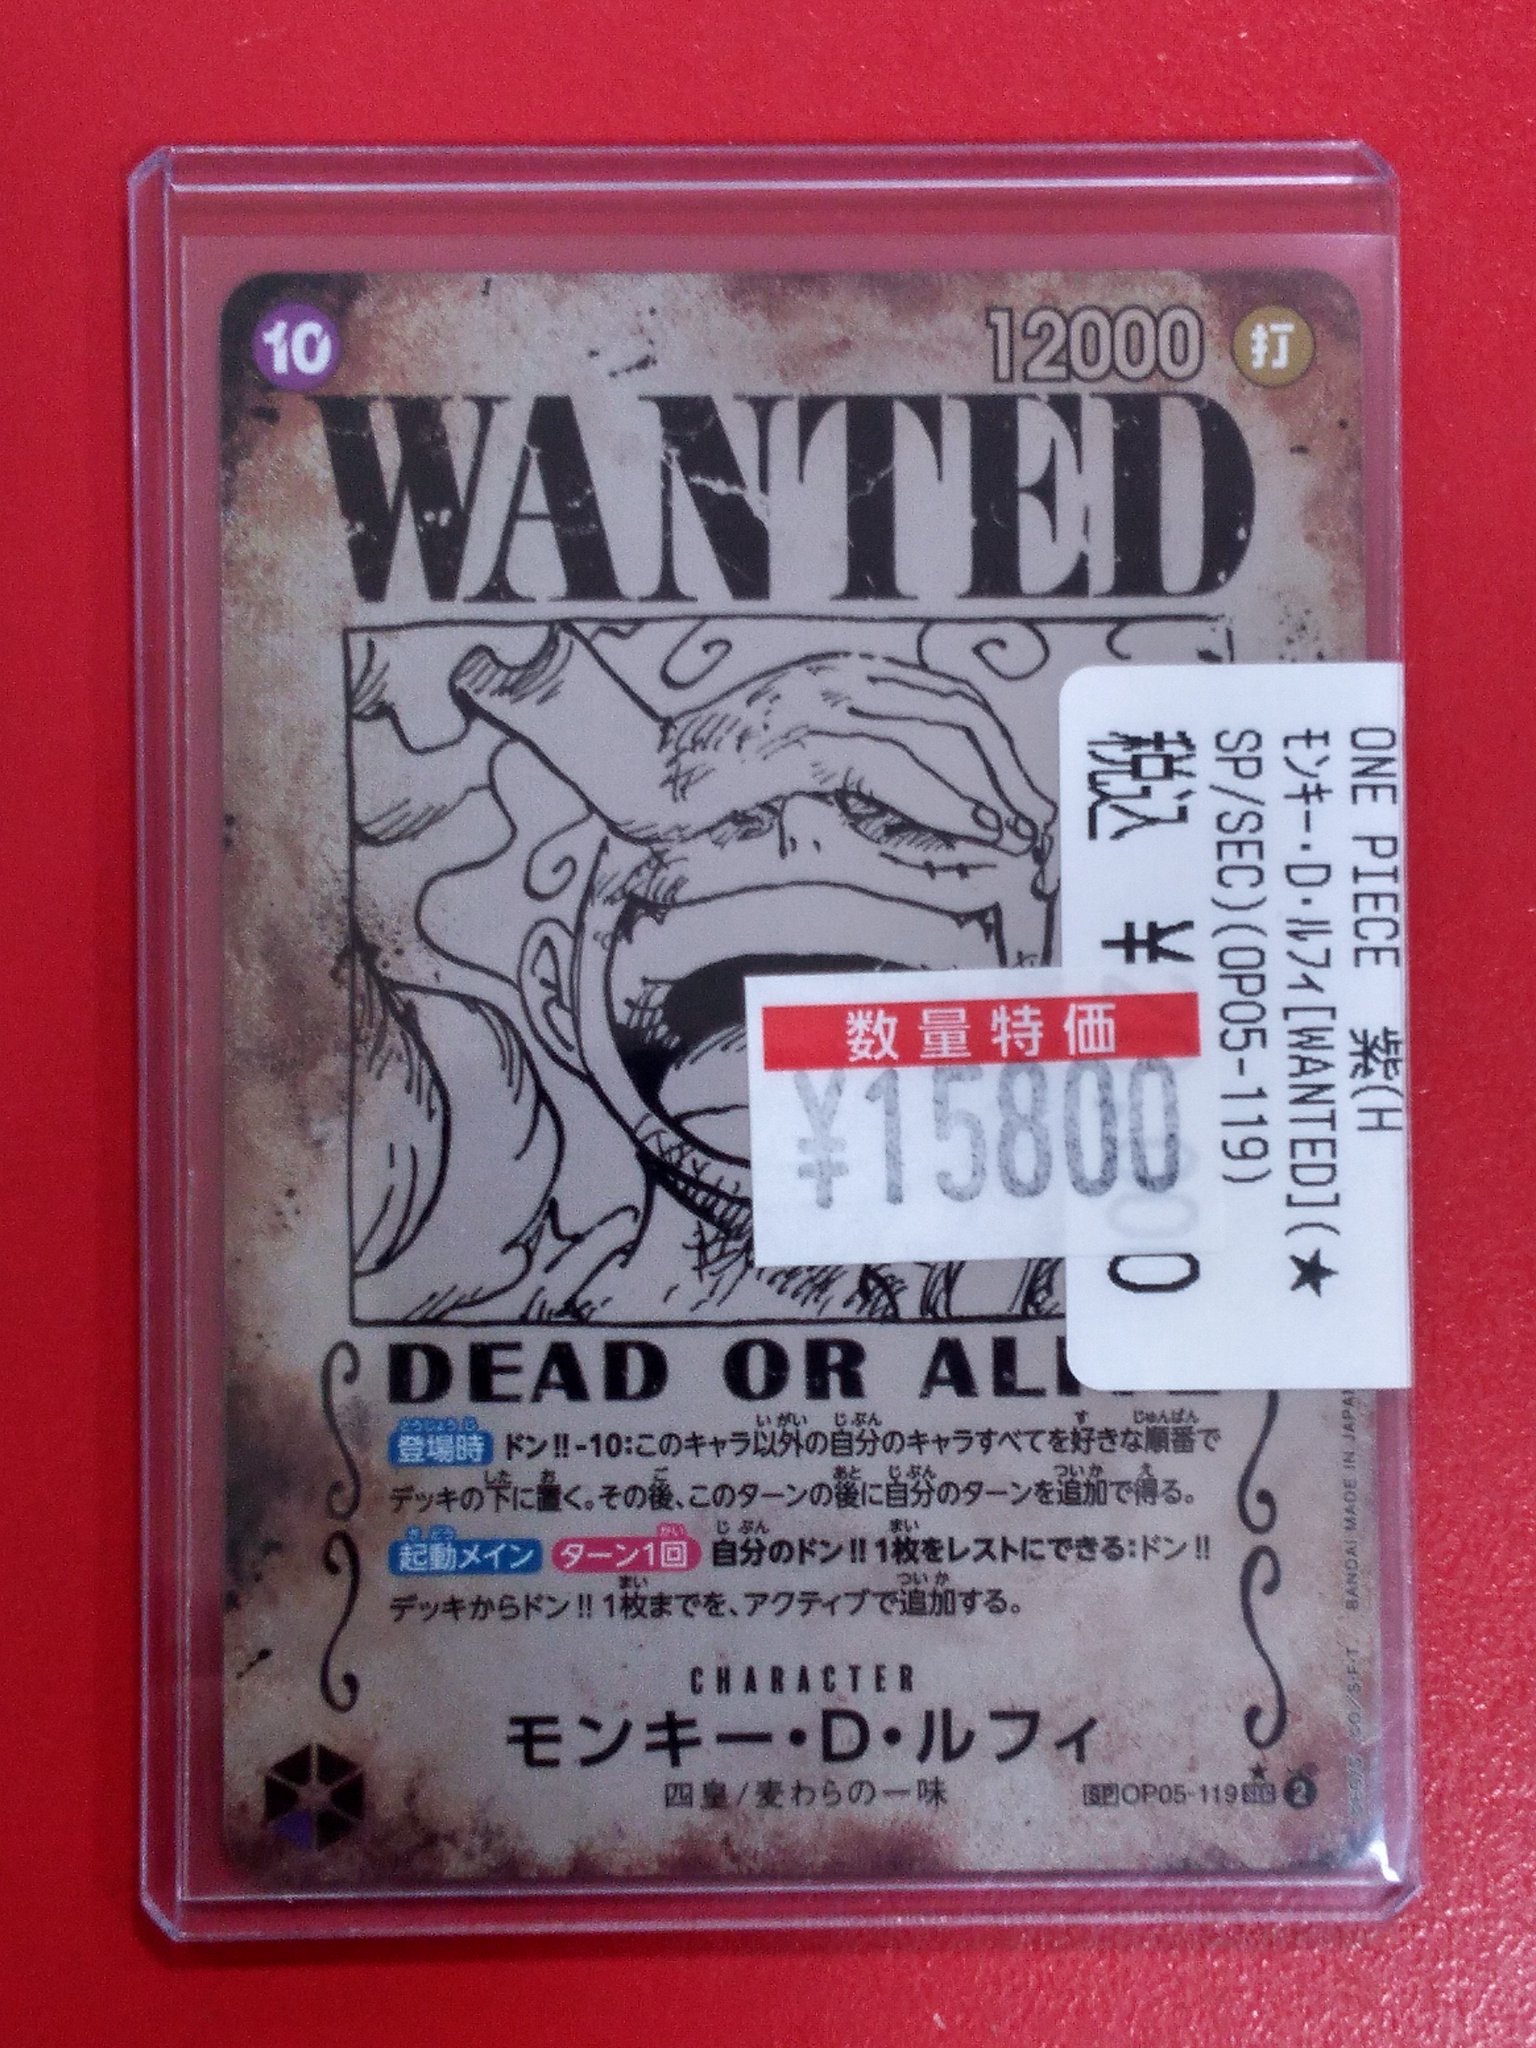 10
12000
打
WANTED
ONE PIECE 紫(H
モンキー・D・ルフィ[WANTED](★
SP/SEC)(OP05-119)
税込 ¥
数量特価
¥15800
DEAD OR ALIVE
登場時 ドン!!-10:このキャラ以外の自分のキャラすべてを好きな順番で
デッキの下に置く。その後、このターンの後に自分のターンを追加で得る。
起動メイン ターン1回 自分のドン!!1枚をレストにできる:ドン!!
デッキからドン!!1枚までを、アクティブで追加する。
CHARACTER
モンキー・D・ルフィ
四皇/麦わらの一味
SP OP05-119 SEC 2
BANDAI MADE IN JAPAN